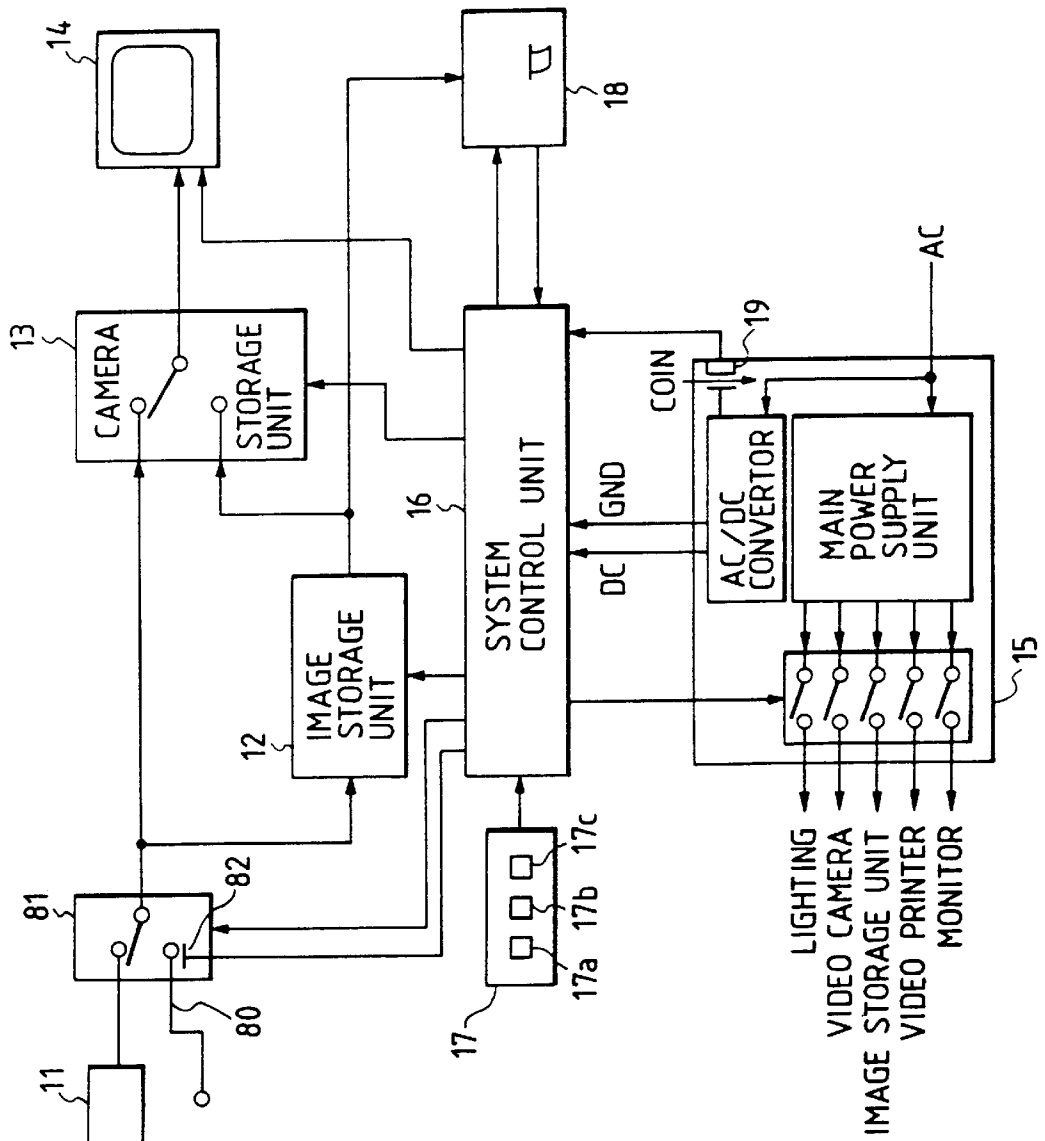 14
13
CAMERA
STORAGE
UNIT
18
81
82
80
11
12
IMAGE
STORAGE
UNIT
16
SYSTEM
CONTROL UNIT
17
17a
17b
17c
DC
GND
COIN
19
AC
AC/DC
CONVERTOR
MAIN
POWER
SUPPLY
UNIT
15
LIGHTING
VIDEO CAMERA
IMAGE STORAGE UNIT
VIDEO PRINTER
MONITOR